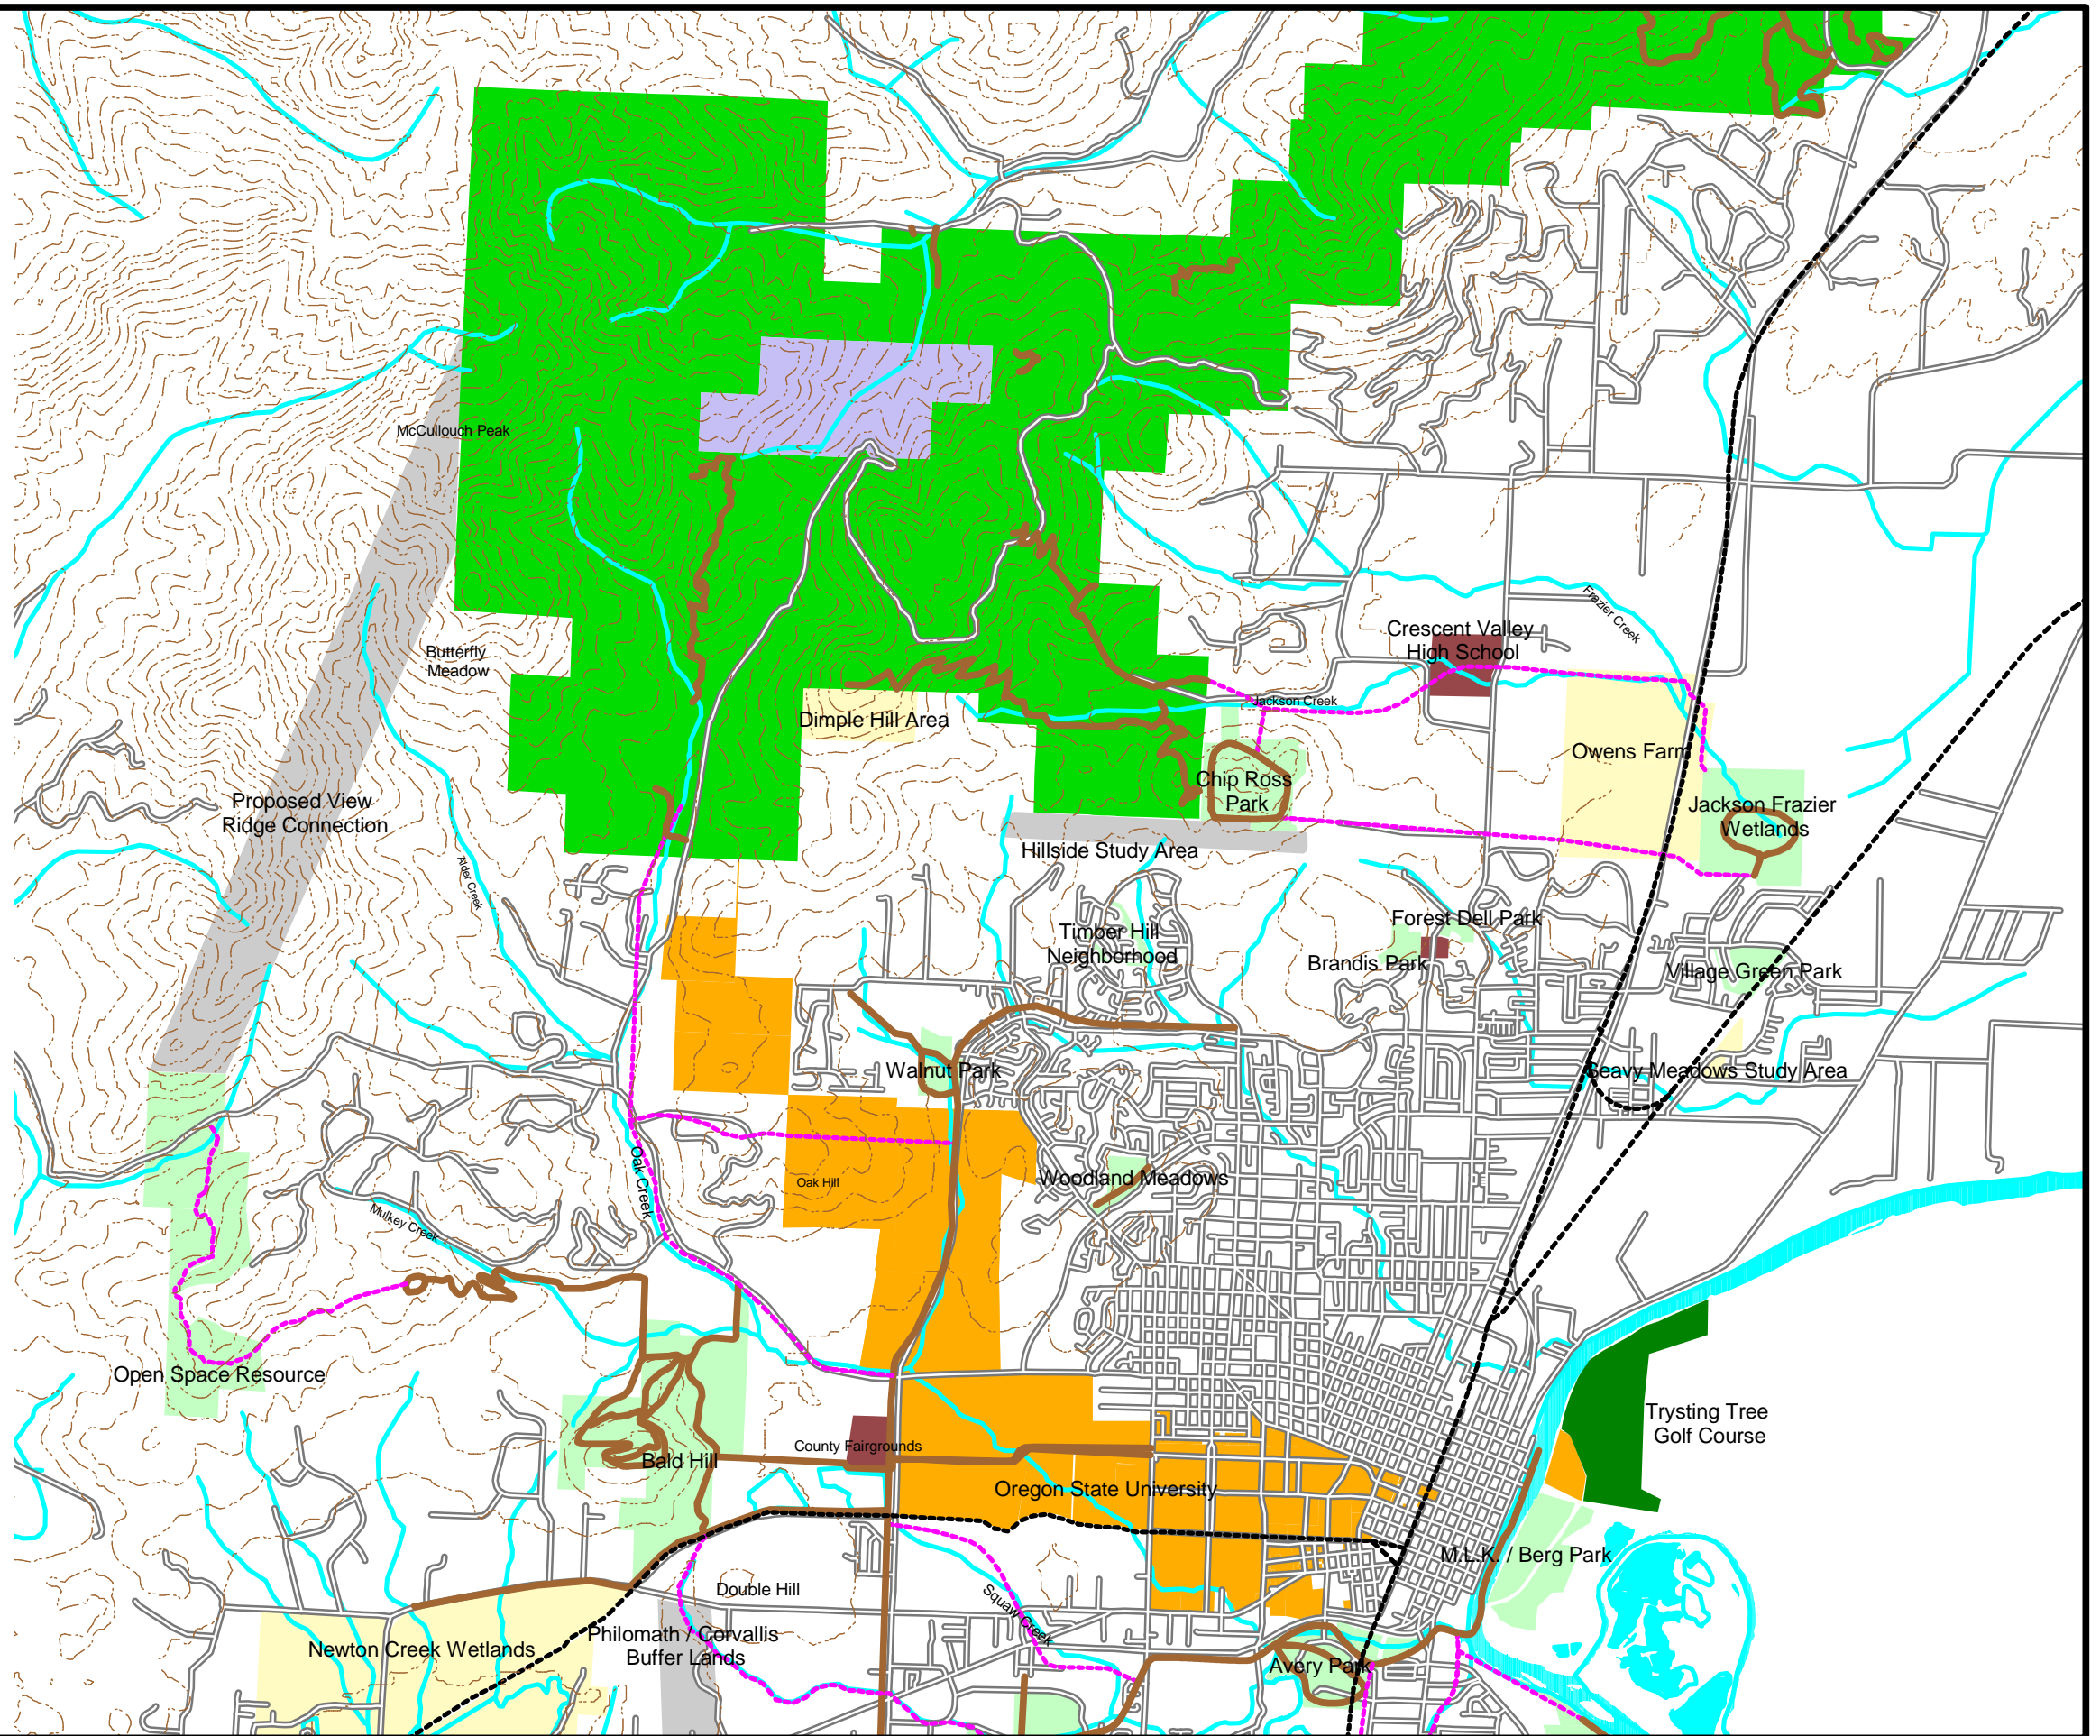 McCullouch Peak
Frazier Creek
Crescent Valley
High School
Butterfly
Meadow
Jackson Creek
Dimple Hill Area
Owens Farm
Chip Ross
Park
Proposed View
Ridge Connection
Jackson Frazier
Wetlands
Hillside Study Area
Alder Creek
Forest Dell Park
Timber Hill
Neighborhood
Brandis Park
Village Green Park
Walnut Park
Seavy Meadows Study Area
Oak Creek
Woodland Meadows
Oak Hill
Mulkey Creek
Open Space Resource
Trysting Tree
Golf Course
County Fairgrounds
Bald Hill
Oregon State University
M.L.K. / Berg Park
Double Hill
Squaw Creek
Philomath / Corvallis
Buffer Lands
Newton Creek Wetlands
Avery Park